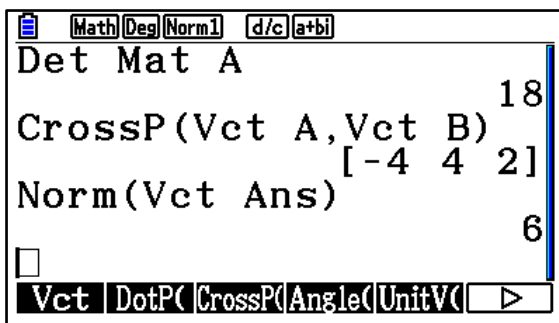 Math Deg Norm1 d/c a+bi
Det Mat A
18
CrossP(Vct A,Vct B)
[-4 4 2]
Norm(Vct Ans)
6
Vct DotP( CrossP( Angle( UnitV( ▷